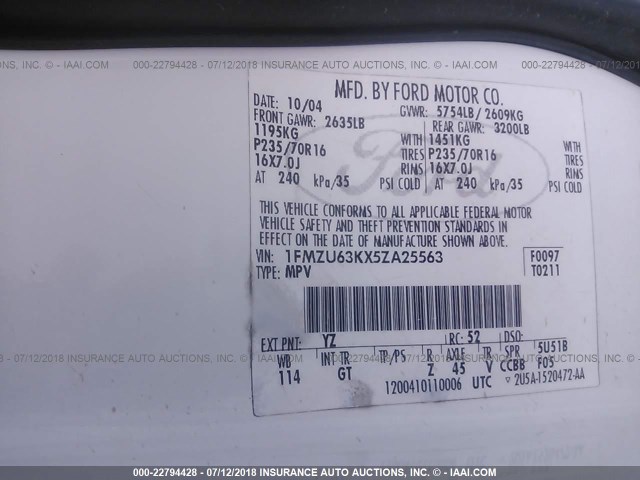 000-22794428 - 07/12/2018 INSURANCE AUTO AUCTIONS, INC. - © IAAI.COM
MFD. BY FORD MOTOR CO.
DATE: 10/04 GVWR: 5754LB/ 2609KG
FRONT GAWR: 2635LB REAR GAWR: 3200LB
1195KG WITH 1451KG WITH
P235/70R16 TIRES P235/70R16 TIRES
16X7.0J RIMS 16X7.0J RIMS
AT 240 kPa/35 PSI COLD AT 240 kPa/35 PSI COLD
Ford
THIS VEHICLE CONFORMS TO ALL APPLICABLE FEDERAL MOTOR
VEHICLE SAFETY AND THEFT PREVENTION STANDARDS IN
EFFECT ON THE DATE OF MANUFACTURE SHOWN ABOVE.
VIN: 1FMZU63KX5ZA25563 F0097
TYPE: MPV T0211
EXT PNT: YZ RC: 52 DSO:
WB INT TR TP/PS R AXLE TR SPR 5U51B
114 GT Z 45 V CCBB F05
1200410110006 UTC ▽ 2U5A-1520472-AA
000-22794428 - 07/12/2018 INSURANCE AUTO AUCTIONS, INC. - © IAAI.COM
000-22794428 - 07/12/2018 INSURANCE AUTO AUCTIONS, INC. - © IAAI.COM